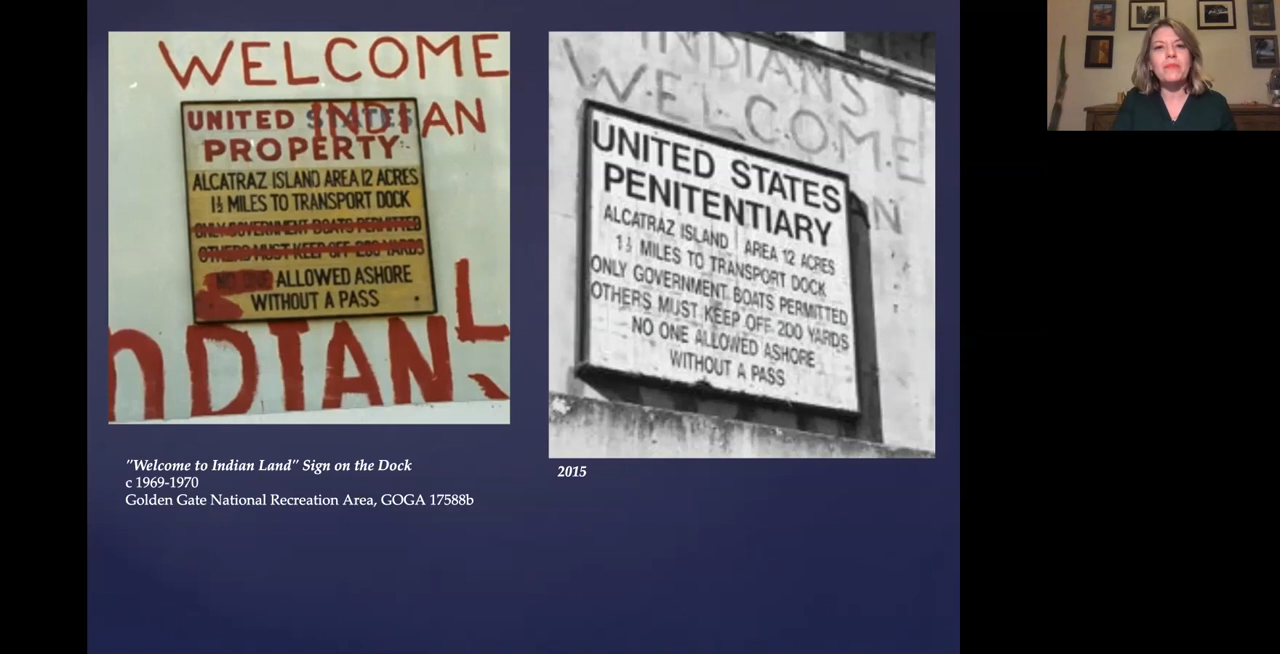 WELCOME
UNITED STATES INDIAN
PROPERTY
ALCATRAZ ISLAND AREA 12 ACRES
1½ MILES TO TRANSPORT DOCK
ONLY GOVERNMENT BOATS PERMITTED
OTHERS MUST KEEP OFF 200 YARDS
NO ONE ALLOWED ASHORE
WITHOUT A PASS
INDIAN L
INDIANS
WELCOME
UNITED STATES
PENITENTIARY
ALCATRAZ ISLAND AREA 12 ACRES
1½ MILES TO TRANSPORT DOCK
ONLY GOVERNMENT BOATS PERMITTED
OTHERS MUST KEEP OFF 200 YARDS
NO ONE ALLOWED ASHORE
WITHOUT A PASS
"Welcome to Indian Land" Sign on the Dock
c 1969-1970
Golden Gate National Recreation Area, GOGA 17588b
2015